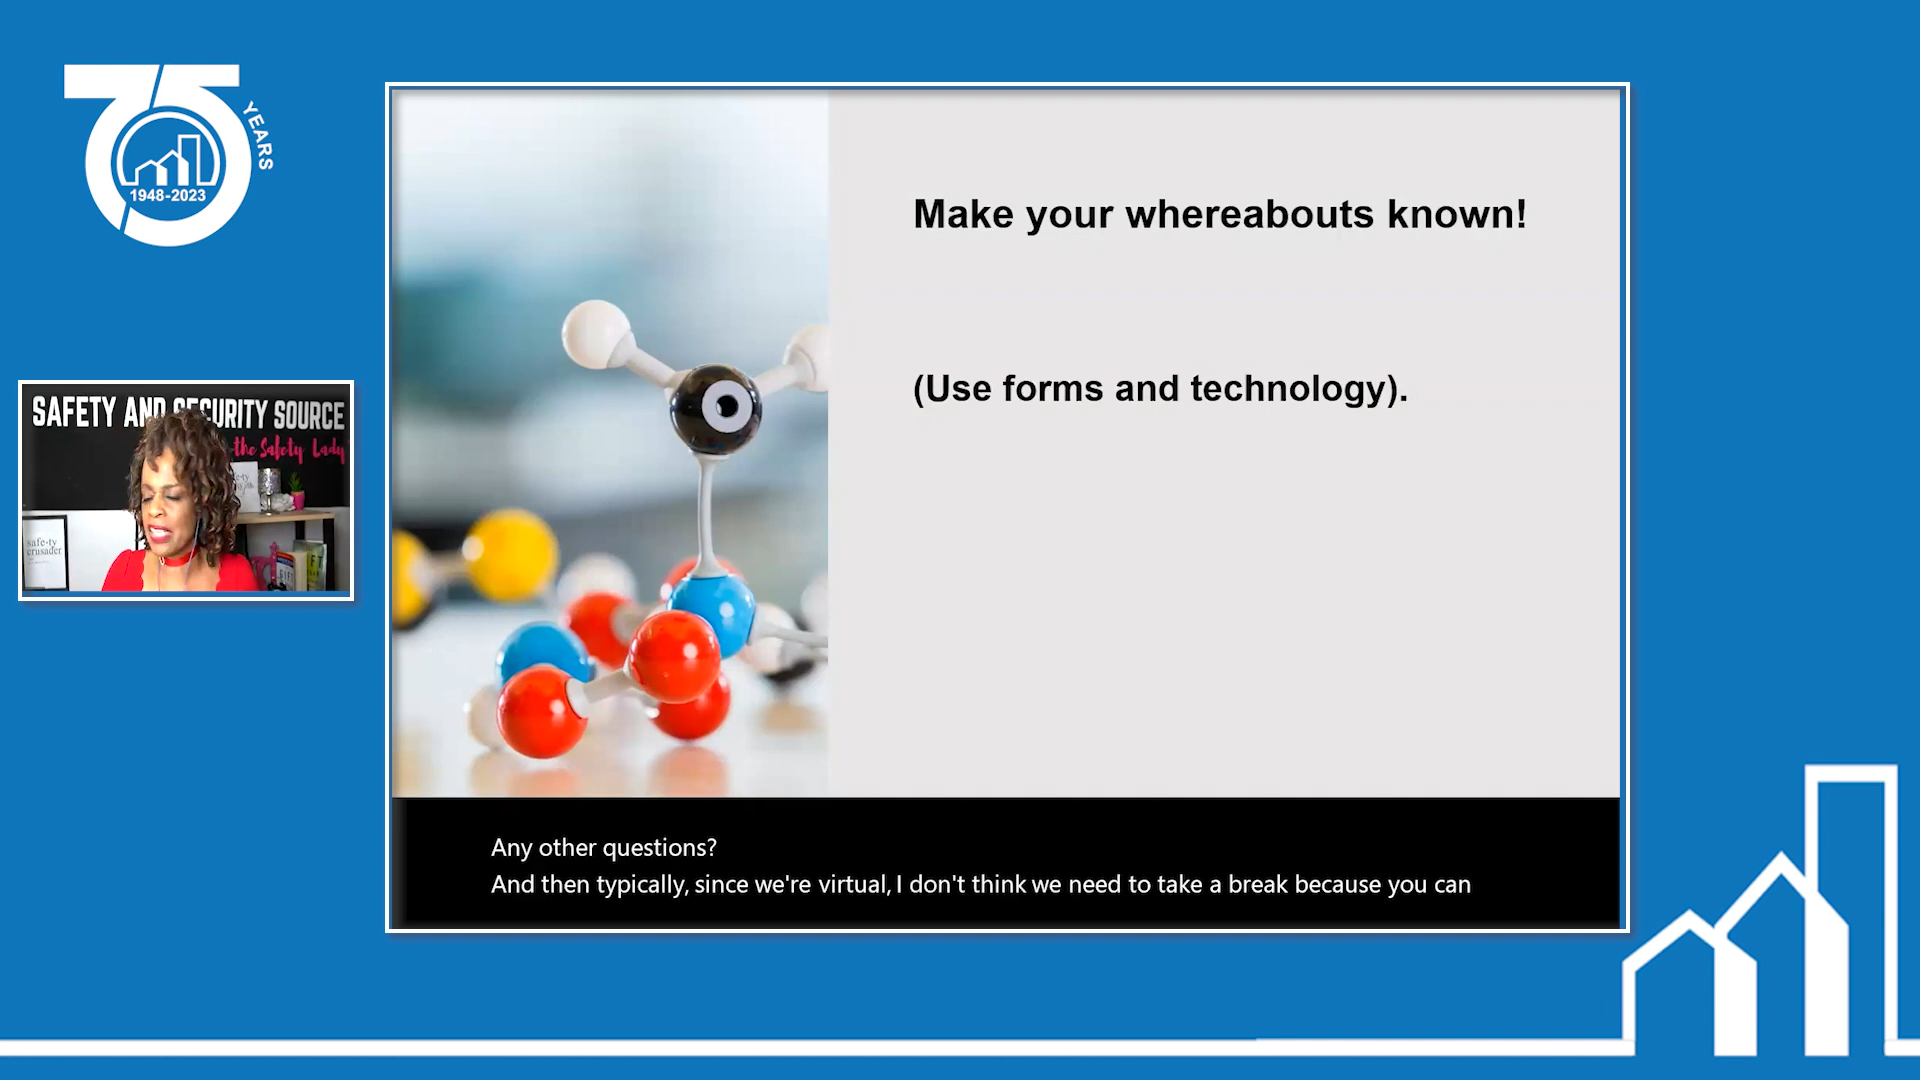 YEARS
1948-2023
SAFETY AND SECURITY SOURCE
the Safety Lady
safe-ty
crusader
Make your whereabouts known!
(Use forms and technology).
Any other questions?
And then typically, since we're virtual, I don't think we need to take a break because you can